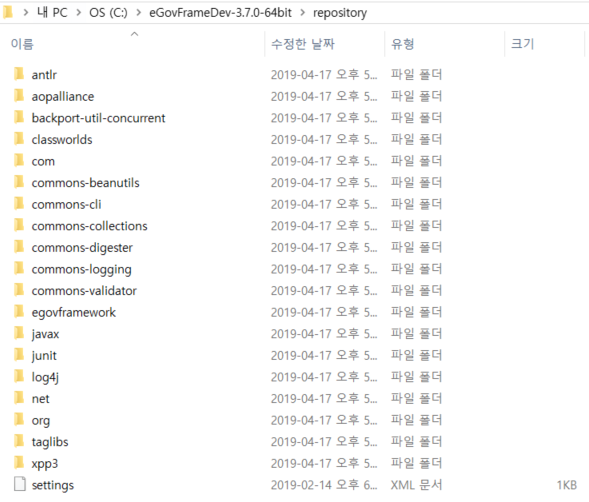 내 PC > OS (C:) > eGovFrameDev-3.7.0-64bit > repository
이름 수정한 날짜 유형 크기
antlr 2019-04-17 오후 5... 파일 폴더
aopalliance 2019-04-17 오후 5... 파일 폴더
backport-util-concurrent 2019-04-17 오후 5... 파일 폴더
classworlds 2019-04-17 오후 5... 파일 폴더
com 2019-04-17 오후 5... 파일 폴더
commons-beanutils 2019-04-17 오후 5... 파일 폴더
commons-cli 2019-04-17 오후 5... 파일 폴더
commons-collections 2019-04-17 오후 5... 파일 폴더
commons-digester 2019-04-17 오후 5... 파일 폴더
commons-logging 2019-04-17 오후 5... 파일 폴더
commons-validator 2019-04-17 오후 5... 파일 폴더
egovframework 2019-04-17 오후 5... 파일 폴더
javax 2019-04-17 오후 5... 파일 폴더
junit 2019-04-17 오후 5... 파일 폴더
log4j 2019-04-17 오후 5... 파일 폴더
net 2019-04-17 오후 5... 파일 폴더
org 2019-04-17 오후 5... 파일 폴더
taglibs 2019-04-17 오후 5... 파일 폴더
xpp3 2019-04-17 오후 5... 파일 폴더
settings 2019-02-14 오후 6... XML 문서 1KB